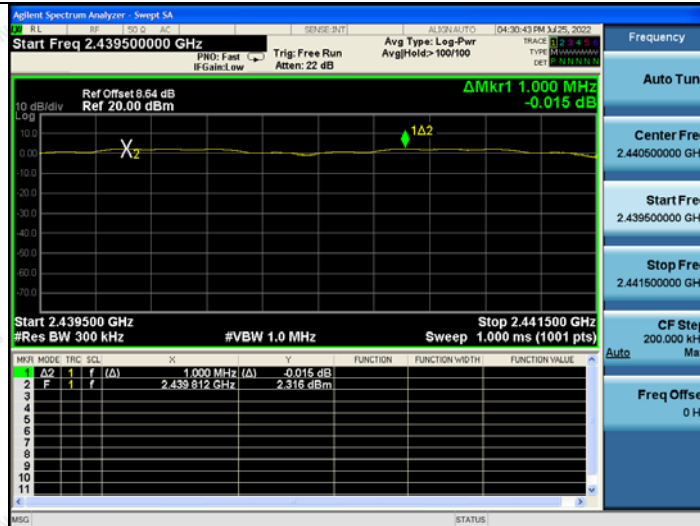 Agilent Spectrum Analyzer - Swept SA
RL RF 50 Ω AC SENSE:INT ALIGN AUTO 04:30:43 PM Jul 25, 2022
Start Freq 2.439500000 GHz
PNO: Fast
IFGain:Low
Trig: Free Run
Atten: 22 dB
Avg Type: Log-Pwr
Avg|Hold:> 100/100
TRACE 1 2 3 4 5 6
TYPE M
DET P N N N N N
Ref Offset 8.64 dB
Ref 20.00 dBm
10 dB/div
Log
ΔMkr1 1.000 MHz
-0.015 dB
10.0
0.00
-10.0
-20.0
-30.0
-40.0
-50.0
-60.0
-70.0
X2
1Δ2
Start 2.439500 GHz
#Res BW 300 kHz
#VBW 1.0 MHz
Stop 2.441500 GHz
Sweep 1.000 ms (1001 pts)
MKR MODE TRC SCL X Y FUNCTION FUNCTION WIDTH FUNCTION VALUE
1 Δ2 1 f (Δ) 1.000 MHz (Δ) -0.015 dB
2 F 1 f 2.439 812 GHz 2.316 dBm
3
4
5
6
7
8
9
10
11
MSG
STATUS
Frequency
Auto Tun
Center Fre
2.440500000 GH
Start Fre
2.439500000 GH
Stop Fre
2.441500000 GH
CF Step
200.000 kH
Auto Ma
Freq Offse
0 H